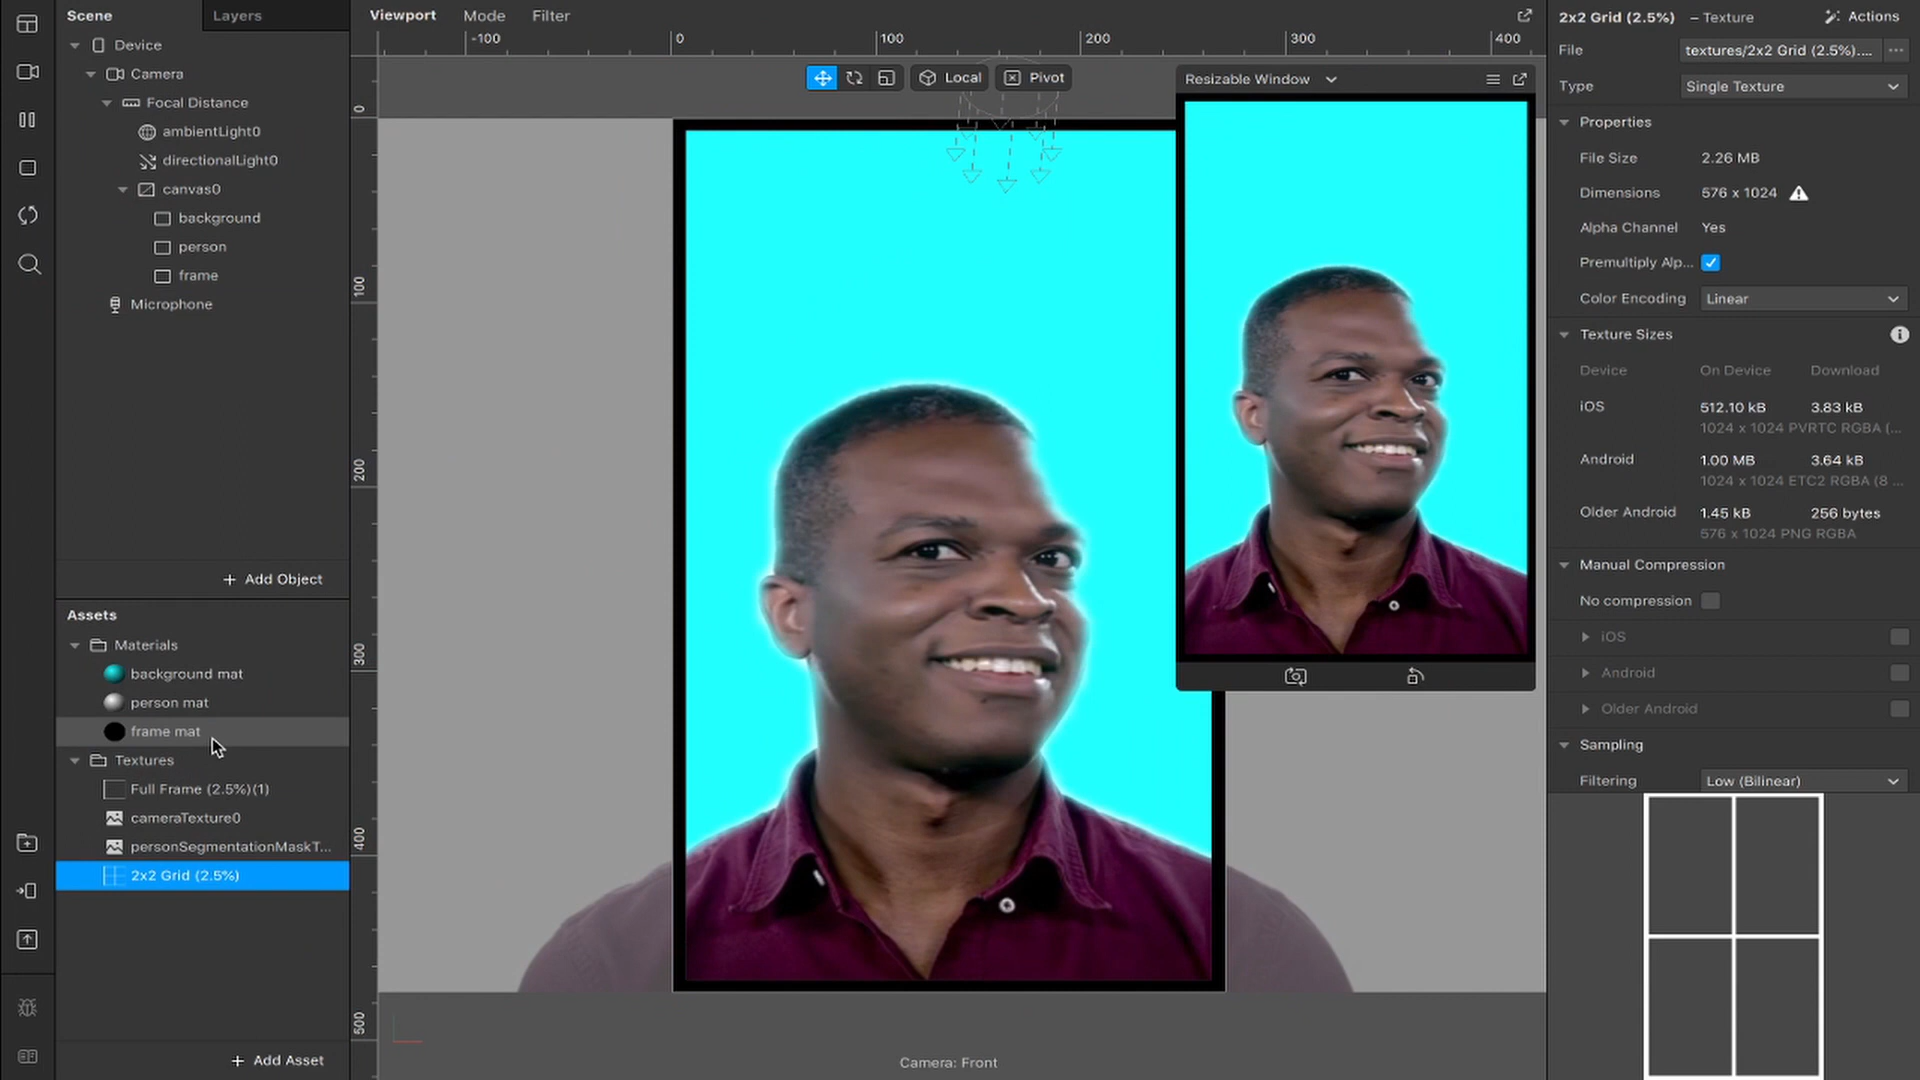 Scene
Layers
Device
Camera
Focal Distance
ambientLight0
directionalLight0
canvas0
background
person
frame
Microphone
+ Add Object
Assets
Materials
background mat
person mat
frame mat
Textures
Full Frame (2.5%)(1)
cameraTexture0
personSegmentationMaskT...
2x2 Grid (2.5%)
+ Add Asset
Viewport
Mode
Filter
-100
0
100
200
300
400
0
100
200
300
400
500
Local
Pivot
Resizable Window
Camera: Front
2x2 Grid (2.5%) – Texture
Actions
File
textures/2x2 Grid (2.5%)....
Type
Single Texture
Properties
File Size
2.26 MB
Dimensions
576 x 1024
Alpha Channel
Yes
Premultiply Alp...
Color Encoding
Linear
Texture Sizes
Device
On Device
Download
iOS
512.10 kB
3.83 kB
1024 x 1024 PVRTC RGBA (...
Android
1.00 MB
3.64 kB
1024 x 1024 ETC2 RGBA (8 ...
Older Android
1.45 kB
256 bytes
576 x 1024 PNG RGBA
Manual Compression
No compression
iOS
Android
Older Android
Sampling
Filtering
Low (Bilinear)